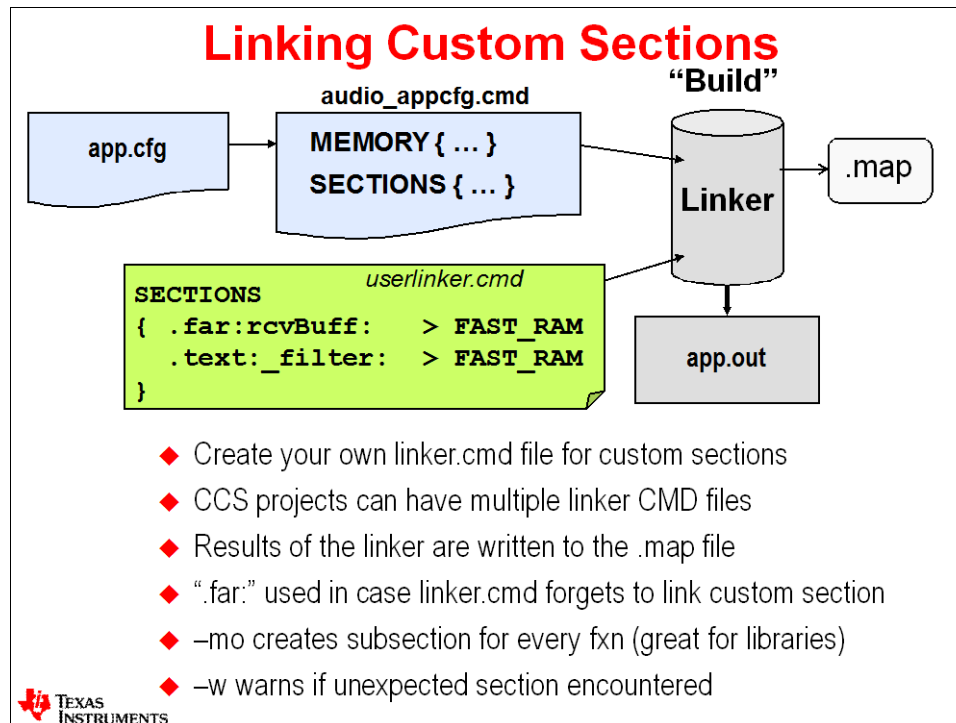 Linking Custom Sections
"Build"
audio_appcfg.cmd
app.cfg
MEMORY { … }
SECTIONS { … }
Linker
.map
userlinker.cmd
SECTIONS
{ .far:rcvBuff: > FAST_RAM
.text:_filter: > FAST_RAM
}
app.out
Create your own linker.cmd file for custom sections
CCS projects can have multiple linker CMD files
Results of the linker are written to the .map file
".far:" used in case linker.cmd forgets to link custom section
–mo creates subsection for every fxn (great for libraries)
–w warns if unexpected section encountered
TEXAS
INSTRUMENTS